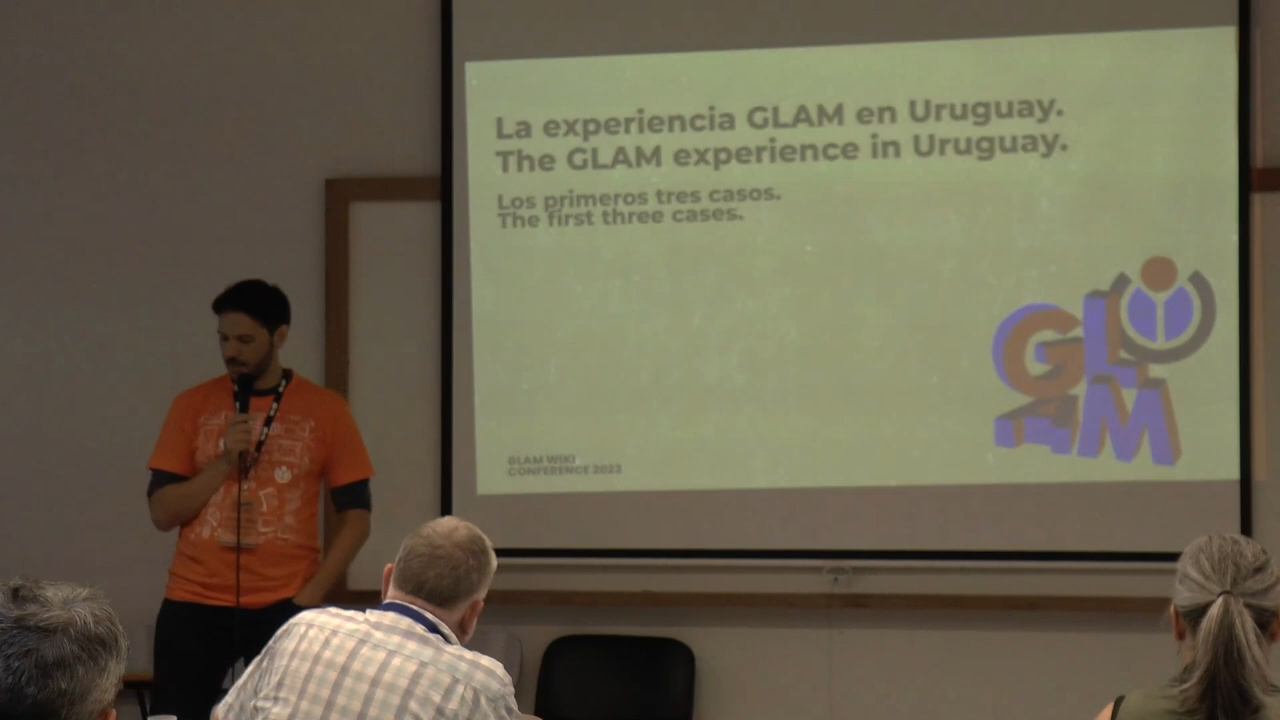 La experiencia GLAM en Uruguay.
The GLAM experience in Uruguay.
Los primeros tres casos.
The first three cases.
GL
AM
GLAM WIKI
CONFERENCE 2023